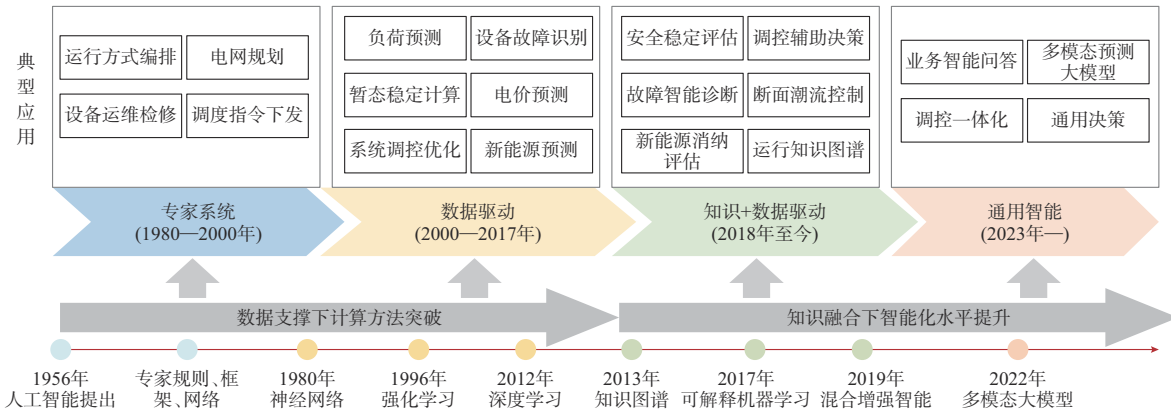 典型应用
运行方式编排
电网规划
设备运维检修
调度指令下发
负荷预测
设备故障识别
暂态稳定计算
电价预测
系统调控优化
新能源预测
安全稳定评估
调控辅助决策
故障智能诊断
断面潮流控制
新能源消纳
评估
运行知识图谱
业务智能问答
多模态预测
大模型
调控一体化
通用决策
专家系统
(1980—2000年)
数据驱动
(2000—2017年)
知识+数据驱动
(2018年至今)
通用智能
(2023年—)
数据支撑下计算方法突破
知识融合下智能化水平提升
1956年
人工智能提出
专家规则、框
架、网络
1980年
神经网络
1996年
强化学习
2012年
深度学习
2013年
知识图谱
2017年
可解释机器学习
2019年
混合增强智能
2022年
多模态大模型